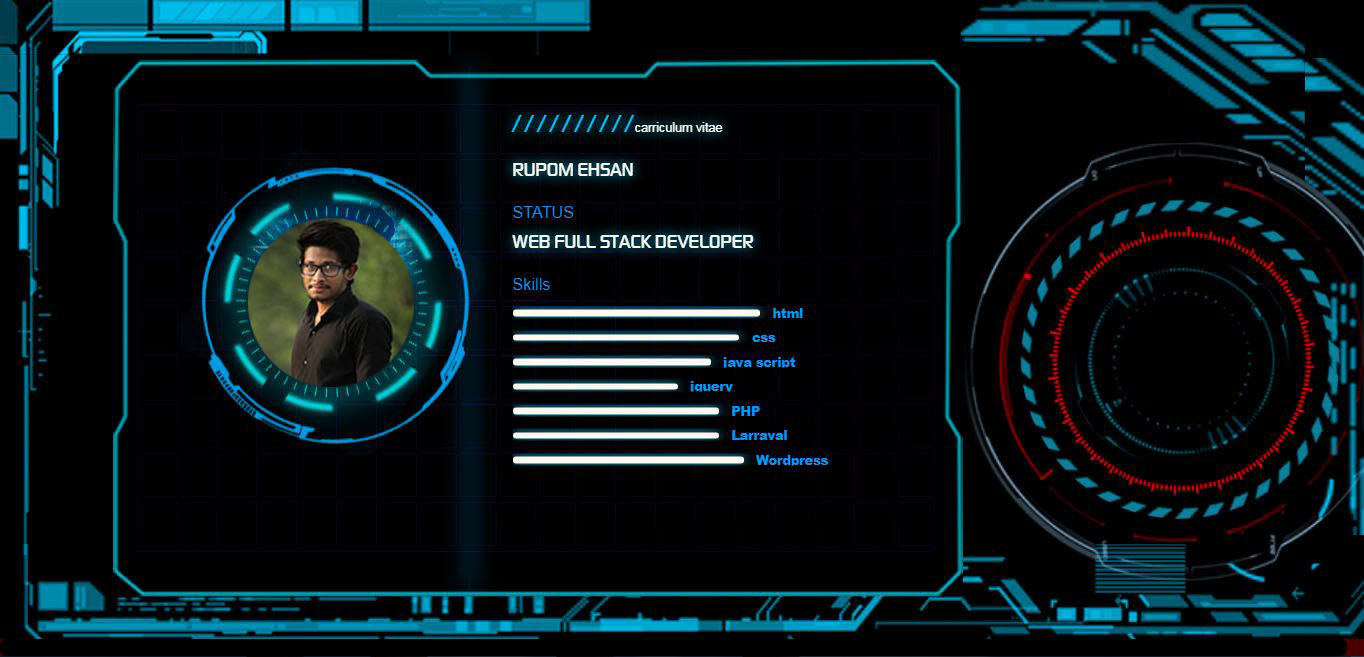 //////////carriculum vitae
RUPOM EHSAN
STATUS
WEB FULL STACK DEVELOPER
Skills
html
css
java script
jquery
PHP
Larraval
Wordpress